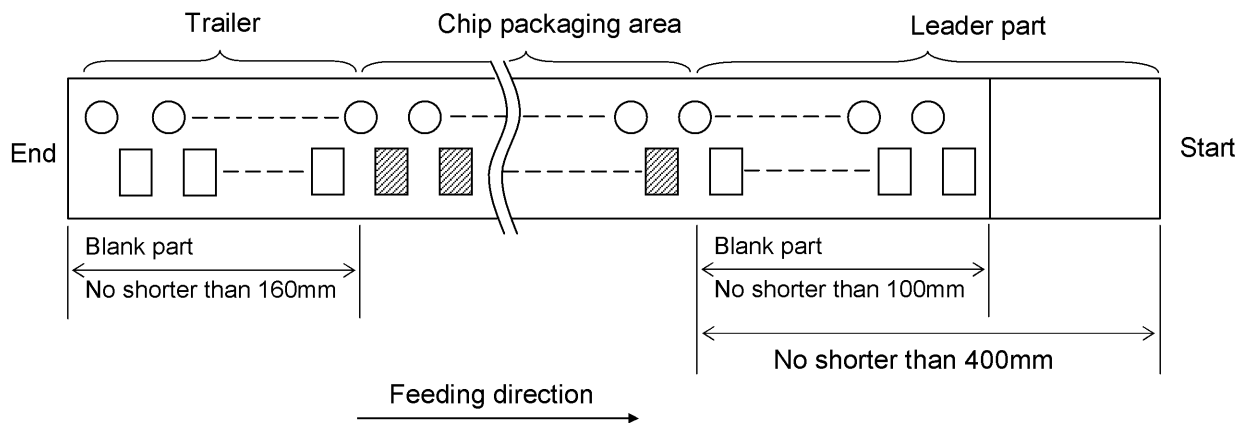 Trailer
Chip packaging area
Leader part
End
Start
Blank part
No shorter than 160mm
Blank part
No shorter than 100mm
No shorter than 400mm
Feeding direction